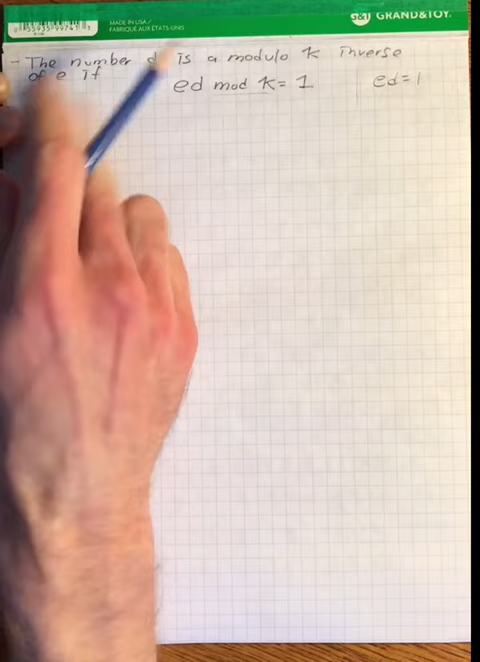 MADE IN USA /
FABRIQUÉ AUX ÉTATS-UNIS
G&T GRAND&TOY.
- The number d is a modulo k inverse
of e if ed mod k = 1 ed = 1